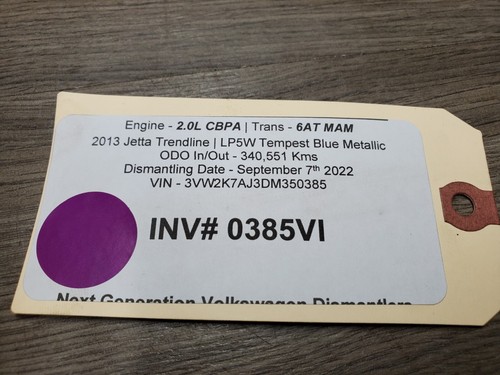 Engine - 2.0L CBPA | Trans - 6AT MAM
2013 Jetta Trendline | LP5W Tempest Blue Metallic
ODO In/Out - 340,551 Kms
Dismantling Date - September 7th 2022
VIN - 3VW2K7AJ3DM350385
INV# 0385VI
Next Generation Volkswagen Dismantlers